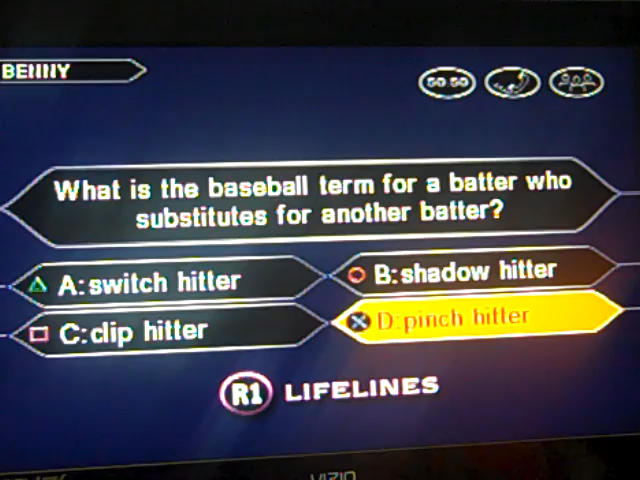 BENNY
50:50
What is the baseball term for a batter who
substitutes for another batter?
A:switch hitter
B:shadow hitter
C:clip hitter
D:pinch hitter
R1 LIFELINES
VIZIO